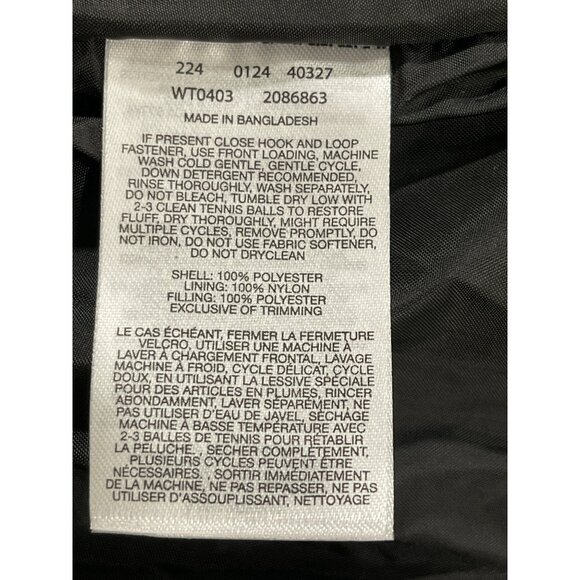 224 0124 40327
WT0403 2086863
MADE IN BANGLADESH
IF PRESENT CLOSE HOOK AND LOOP
FASTENER, USE FRONT LOADING, MACHINE
WASH COLD GENTLE, GENTLE CYCLE,
DOWN DETERGENT RECOMMENDED,
RINSE THOROUGHLY, WASH SEPARATELY,
DO NOT BLEACH, TUMBLE DRY LOW WITH
2-3 CLEAN TENNIS BALLS TO RESTORE
FLUFF, DRY THOROUGHLY, MIGHT REQUIRE
MULTIPLE CYCLES, REMOVE PROMPTLY, DO
NOT IRON, DO NOT USE FABRIC SOFTENER,
DO NOT DRYCLEAN
SHELL: 100% POLYESTER
LINING: 100% NYLON
FILLING: 100% POLYESTER
EXCLUSIVE OF TRIMMING
LE CAS ÉCHÉANT, FERMER LA FERMETURE
VELCRO, UTILISER UNE MACHINE À
LAVER À CHARGEMENT FRONTAL, LAVAGE
MACHINE À FROID, CYCLE DÉLICAT, CYCLE
DOUX, EN UTILISANT LA LESSIVE SPÉCIALE
POUR DES ARTICLES EN PLUMES, RINCER
ABONDAMMENT, LAVER SÉPARÉMENT, NE
PAS UTILISER D'EAU DE JAVEL, SÉCHAGE
MACHINE À BASSE TEMPÉRATURE AVEC
2-3 BALLES DE TENNIS POUR RÉTABLIR
LA PELUCHE. , SECHER COMPLÈTEMENT,
PLUSIEURS CYCLES PEUVENT ÊTRE
NÉCESSAIRES. , SORTIR IMMÉDIATEMENT
DE LA MACHINE, NE PAS REPASSER, NE PAS
UTILISER D'ASSOUPLISSANT, NETTOYAGE